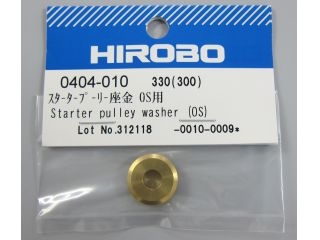 HIROBO
0404-010 330(300)
ｽﾀｰﾀｰﾌﾟｰﾘｰ座金 OS用
Starter pulley washer (OS)
Lot No.312118 -0010-0009*